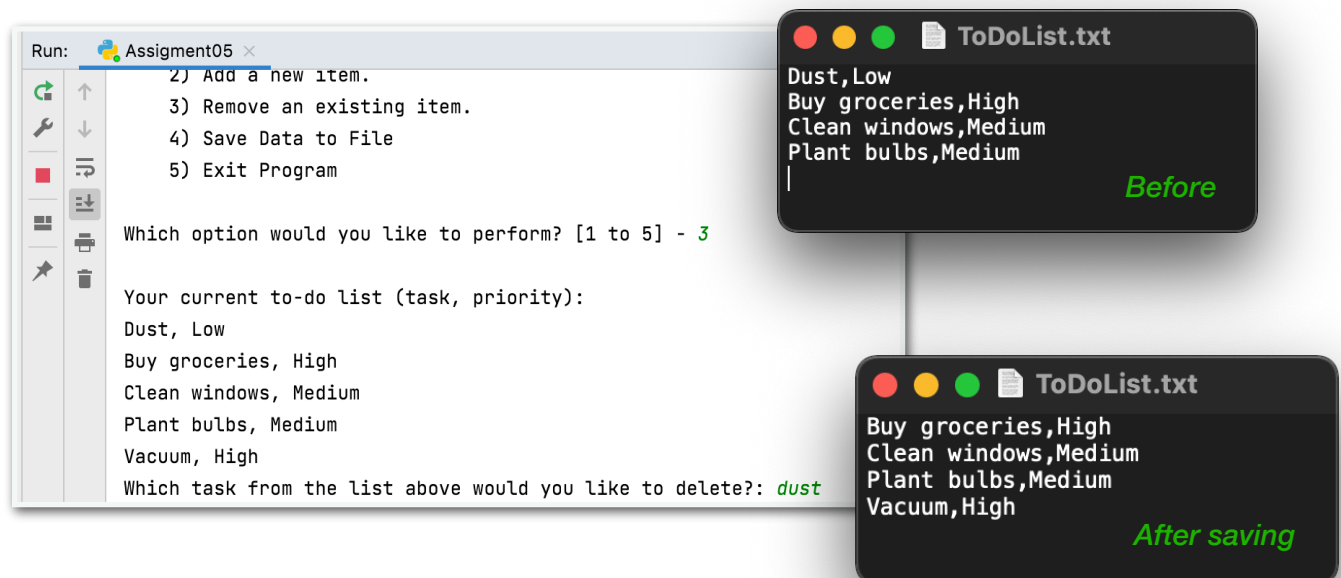 Run: Assigment05
2) Add a new item.
3) Remove an existing item.
4) Save Data to File
5) Exit Program
Which option would you like to perform? [1 to 5] - 3
Your current to-do list (task, priority):
Dust, Low
Buy groceries, High
Clean windows, Medium
Plant bulbs, Medium
Vacuum, High
Which task from the list above would you like to delete?: dust
ToDoList.txt
Dust,Low
Buy groceries,High
Clean windows,Medium
Plant bulbs,Medium
Before
ToDoList.txt
Buy groceries,High
Clean windows,Medium
Plant bulbs,Medium
Vacuum,High
After saving